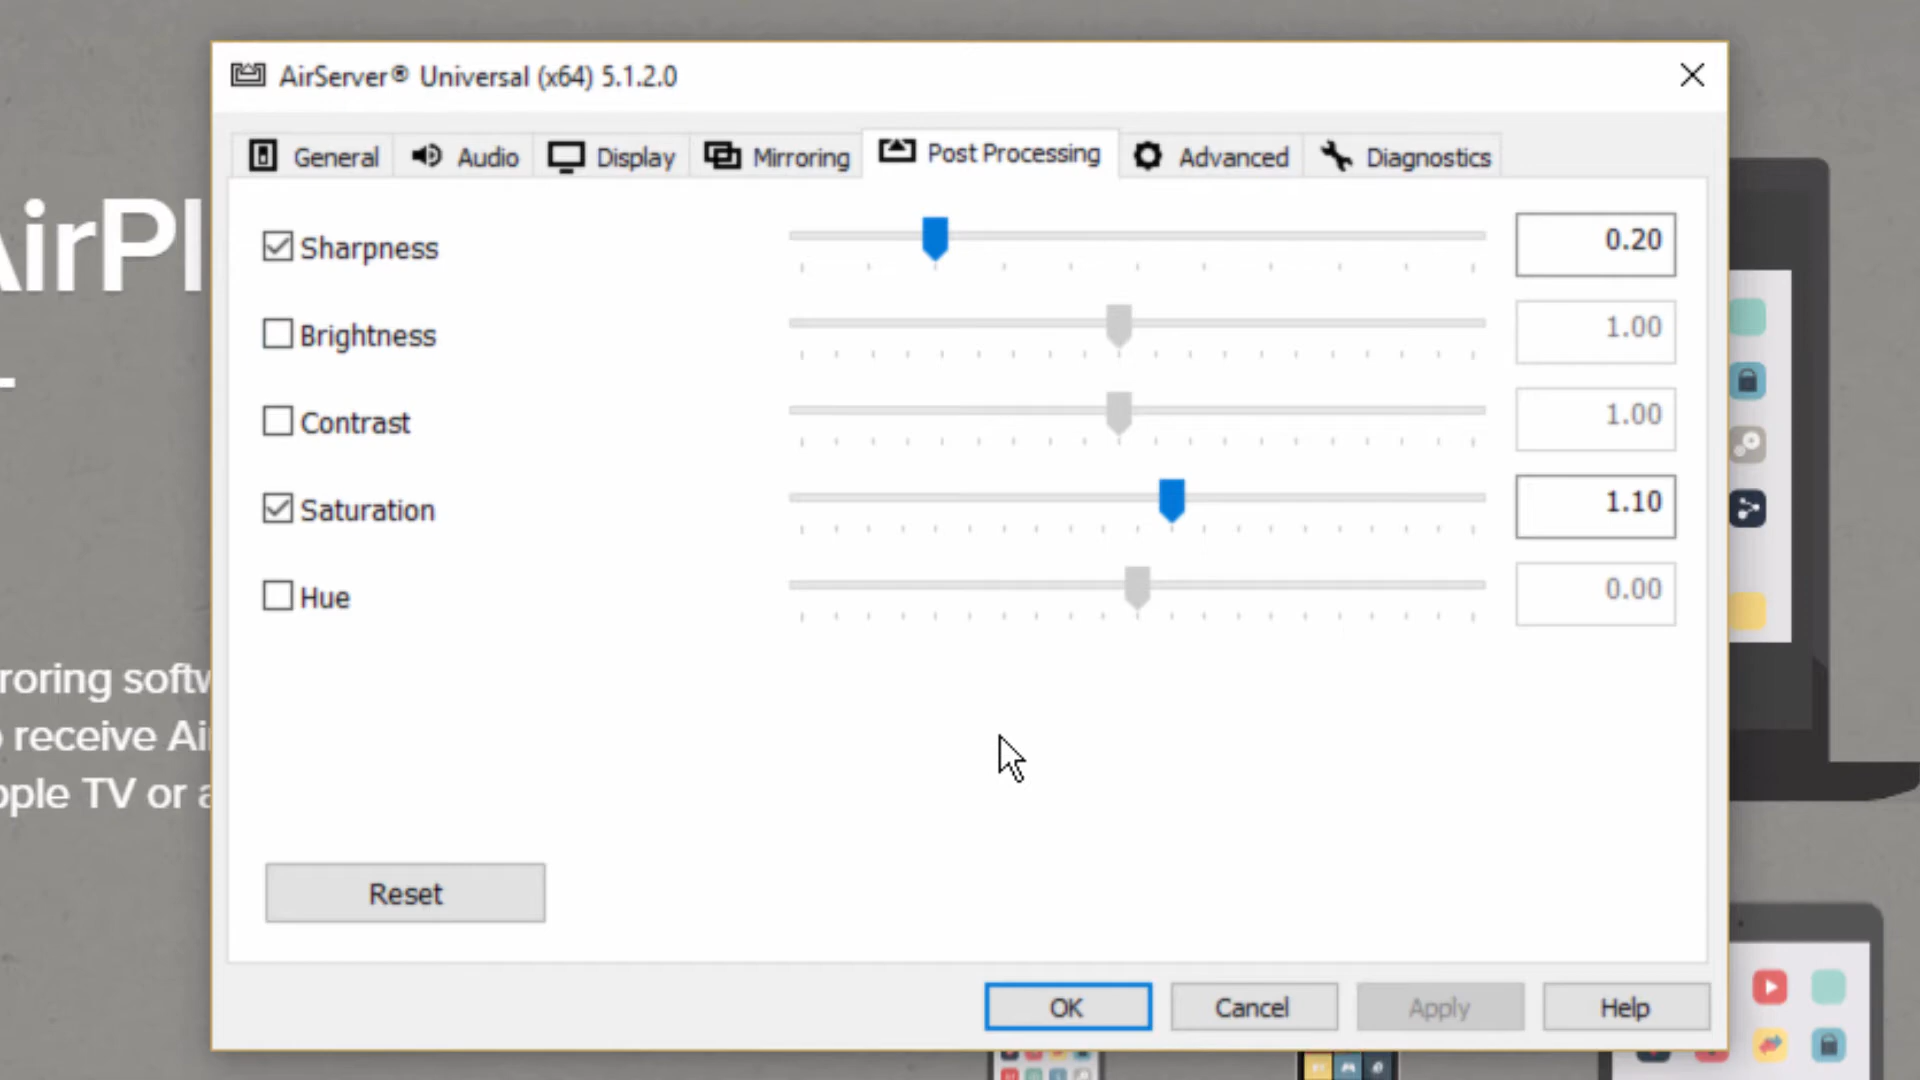 AirServer® Universal (x64) 5.1.2.0
General Audio Display Mirroring Post Processing Advanced Diagnostics
Sharpness 0.20
Brightness 1.00
Contrast 1.00
Saturation 1.10
Hue 0.00
Reset
OK Cancel Apply Help
AirPl
roring softw
o receive Ai
pple TV or a